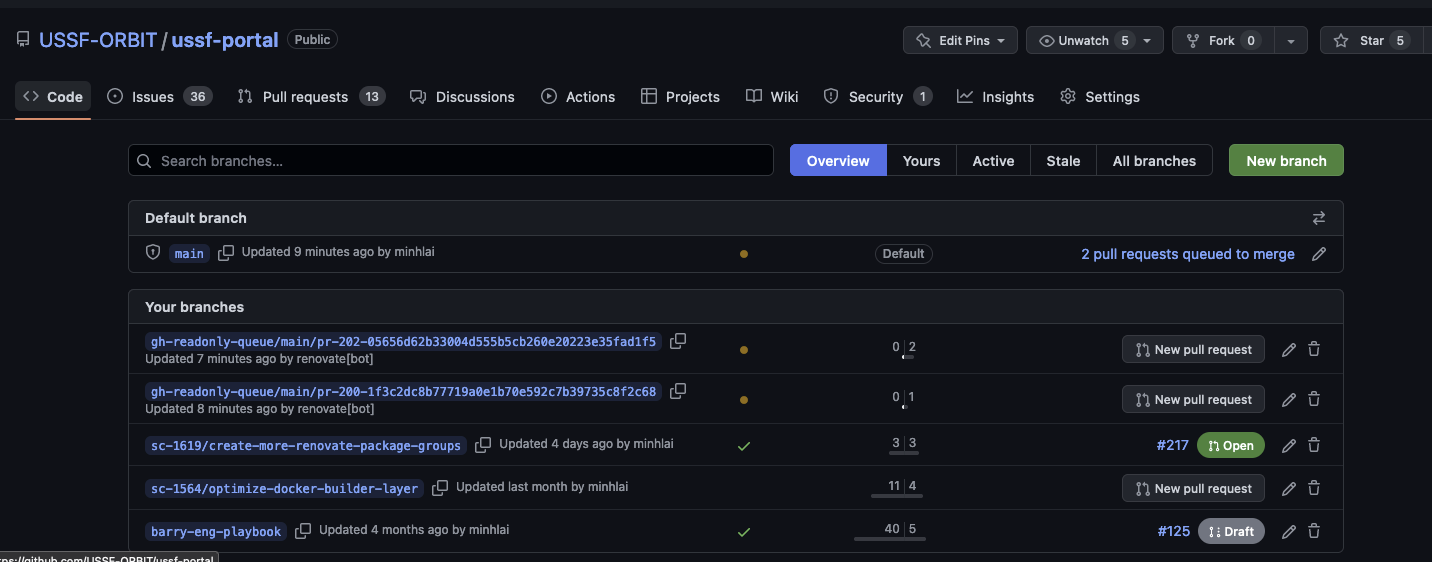 USSF-ORBIT / ussf-portal Public Edit Pins Unwatch 5 Fork 0 Star 5
Code Issues 36 Pull requests 13 Discussions Actions Projects Wiki Security 1 Insights Settings
Search branches... Overview Yours Active Stale All branches New branch
Default branch
main Updated 9 minutes ago by minhlai Default 2 pull requests queued to merge
Your branches
gh-readonly-queue/main/pr-202-05656d62b33004d555b5cb260e20223e35fad1f5 0 2 New pull request
Updated 7 minutes ago by renovate[bot]
gh-readonly-queue/main/pr-200-1f3c2dc8b77719a0e1b70e592c7b39735c8f2c68 0 1 New pull request
Updated 8 minutes ago by renovate[bot]
sc-1619/create-more-renovate-package-groups Updated 4 days ago by minhlai 3 3 #217 Open
sc-1564/optimize-docker-builder-layer Updated last month by minhlai 11 4 New pull request
barry-eng-playbook Updated 4 months ago by minhlai 40 5 #125 Draft
ps://github.com/USSF-ORBIT/ussf-portal